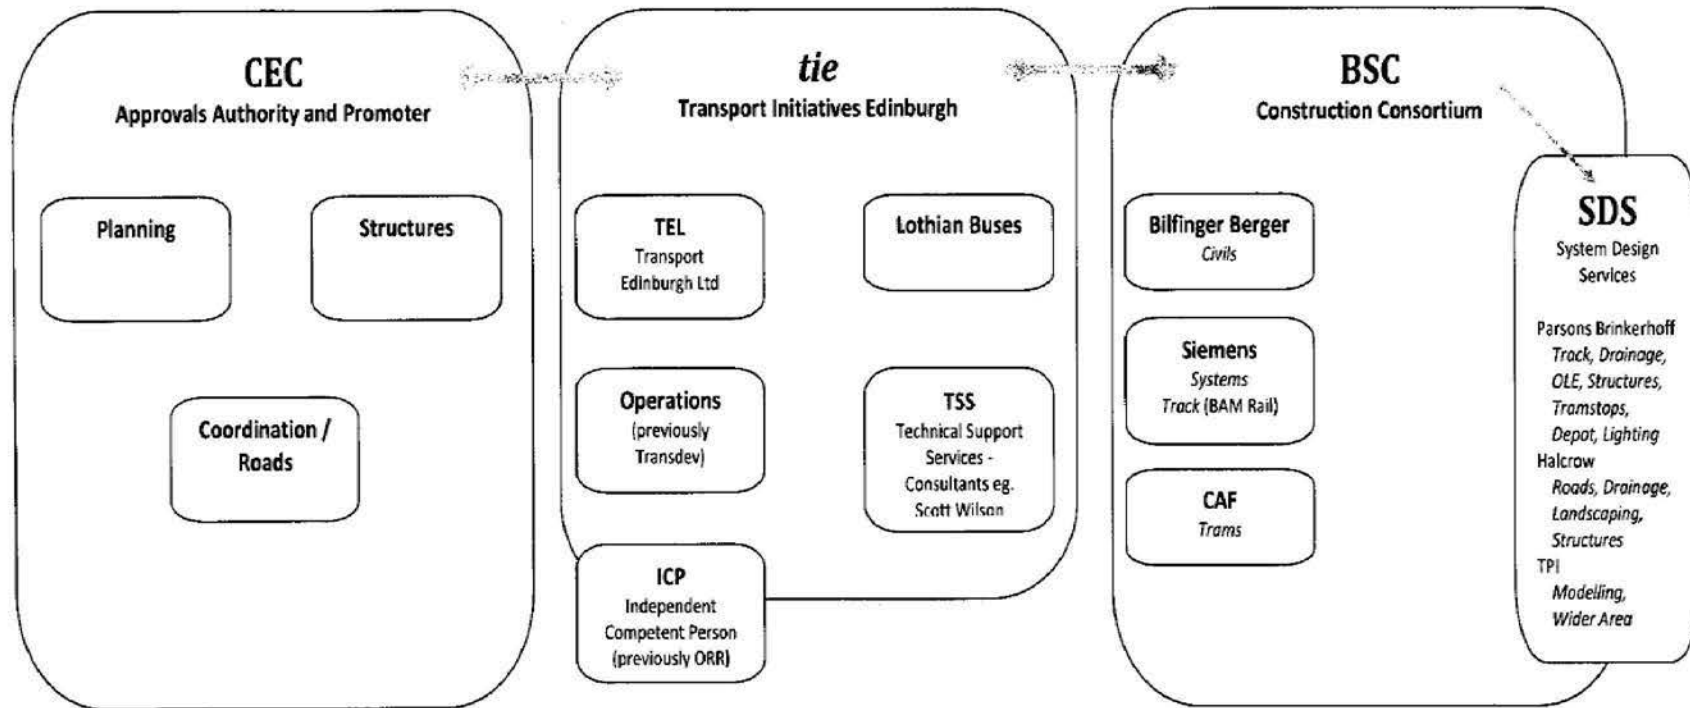 CEC
Approvals Authority and Promoter
Planning
Structures
Coordination /
Roads
tie
Transport Initiatives Edinburgh
TEL
Transport
Edinburgh Ltd
Lothian Buses
Operations
(previously
Transdev)
TSS
Technical Support
Services -
Consultants eg.
Scott Wilson
ICP
Independent
Competent Person
(previously ORR)
BSC
Construction Consortium
Bilfinger Berger
Civils
Siemens
Systems
Track (BAM Rail)
CAF
Trams
SDS
System Design
Services
Parsons Brinkerhoff
Track, Drainage,
OLE, Structures,
Tramstops,
Depot, Lighting
Halcrow
Roads, Drainage,
Landscaping,
Structures
TPI
Modelling,
Wider Area